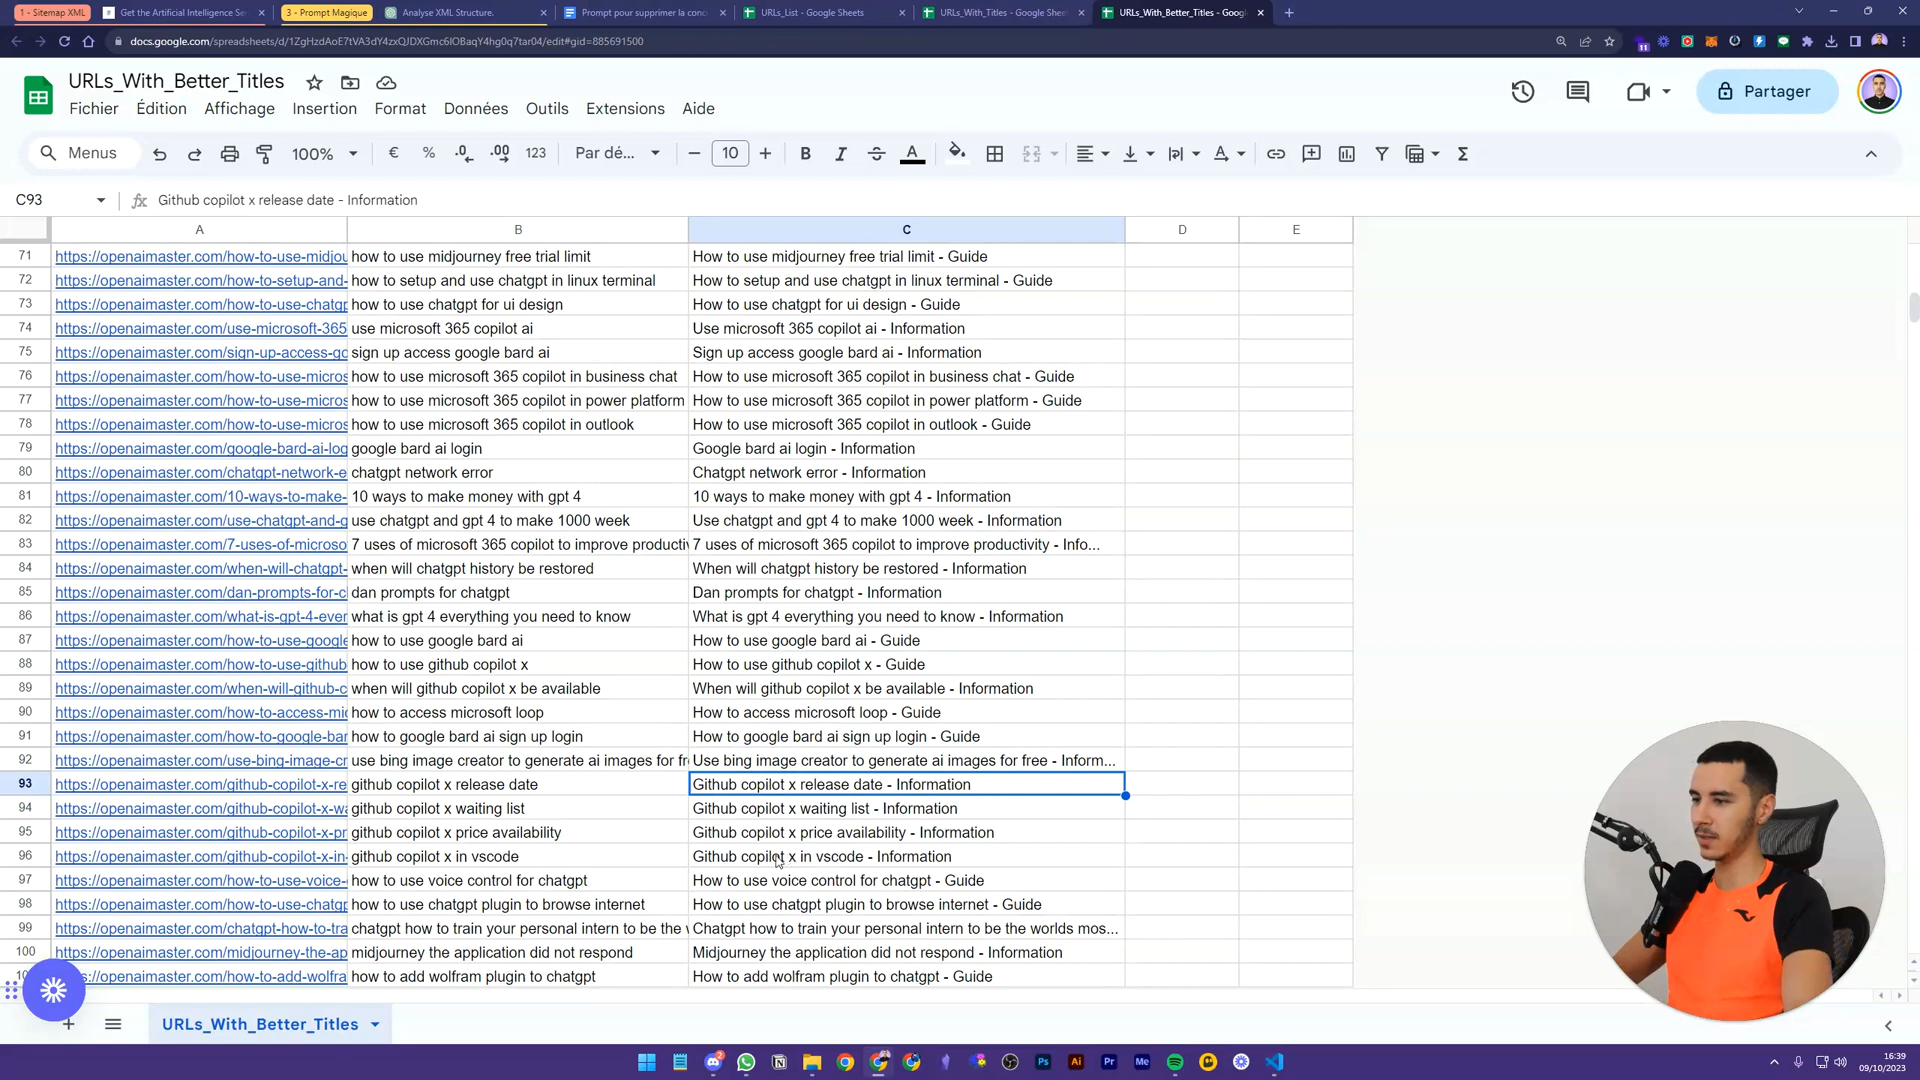 1 - Sitemap XML
Get the Artificial Intelligence Se
3 - Prompt Magique
Analyse XML Structure.
Prompt pour supprimer la conc
URLs_List - Google Sheets
URLs_With_Titles - Google Shee
URLs_With_Better_Titles - Googl
docs.google.com/spreadsheets/d/1ZgHzdAoE7tVA3dY4zxQJDXGmc6IOBaqY4hg0q7tar04/edit#gid=885691500
11
URLs_With_Better_Titles
Fichier Édition Affichage Insertion Format Données Outils Extensions Aide
Partager
Menus
100%
€ % .0 .00 123
Par dé...
10
B I A
C93
Github copilot x release date - Information
A B C D E
71 https://openaimaster.com/how-to-use-midjou how to use midjourney free trial limit How to use midjourney free trial limit - Guide
72 https://openaimaster.com/how-to-setup-and- how to setup and use chatgpt in linux terminal How to setup and use chatgpt in linux terminal - Guide
73 https://openaimaster.com/how-to-use-chatgp how to use chatgpt for ui design How to use chatgpt for ui design - Guide
74 https://openaimaster.com/use-microsoft-365 use microsoft 365 copilot ai Use microsoft 365 copilot ai - Information
75 https://openaimaster.com/sign-up-access-go sign up access google bard ai Sign up access google bard ai - Information
76 https://openaimaster.com/how-to-use-micros how to use microsoft 365 copilot in business chat How to use microsoft 365 copilot in business chat - Guide
77 https://openaimaster.com/how-to-use-micros how to use microsoft 365 copilot in power platform How to use microsoft 365 copilot in power platform - Guide
78 https://openaimaster.com/how-to-use-micros how to use microsoft 365 copilot in outlook How to use microsoft 365 copilot in outlook - Guide
79 https://openaimaster.com/google-bard-ai-log google bard ai login Google bard ai login - Information
80 https://openaimaster.com/chatgpt-network-e chatgpt network error Chatgpt network error - Information
81 https://openaimaster.com/10-ways-to-make- 10 ways to make money with gpt 4 10 ways to make money with gpt 4 - Information
82 https://openaimaster.com/use-chatgpt-and-g use chatgpt and gpt 4 to make 1000 week Use chatgpt and gpt 4 to make 1000 week - Information
83 https://openaimaster.com/7-uses-of-microso 7 uses of microsoft 365 copilot to improve productiv 7 uses of microsoft 365 copilot to improve productivity - Info...
84 https://openaimaster.com/when-will-chatgpt- when will chatgpt history be restored When will chatgpt history be restored - Information
85 https://openaimaster.com/dan-prompts-for-c dan prompts for chatgpt Dan prompts for chatgpt - Information
86 https://openaimaster.com/what-is-gpt-4-ever what is gpt 4 everything you need to know What is gpt 4 everything you need to know - Information
87 https://openaimaster.com/how-to-use-google how to use google bard ai How to use google bard ai - Guide
88 https://openaimaster.com/how-to-use-github how to use github copilot x How to use github copilot x - Guide
89 https://openaimaster.com/when-will-github-c when will github copilot x be available When will github copilot x be available - Information
90 https://openaimaster.com/how-to-access-mic how to access microsoft loop How to access microsoft loop - Guide
91 https://openaimaster.com/how-to-google-bar how to google bard ai sign up login How to google bard ai sign up login - Guide
92 https://openaimaster.com/use-bing-image-cr use bing image creator to generate ai images for fr Use bing image creator to generate ai images for free - Inform...
93 https://openaimaster.com/github-copilot-x-re github copilot x release date Github copilot x release date - Information
94 https://openaimaster.com/github-copilot-x-wa github copilot x waiting list Github copilot x waiting list - Information
95 https://openaimaster.com/github-copilot-x-pr github copilot x price availability Github copilot x price availability - Information
96 https://openaimaster.com/github-copilot-x-in- github copilot x in vscode Github copilot x in vscode - Information
97 https://openaimaster.com/how-to-use-voice- how to use voice control for chatgpt How to use voice control for chatgpt - Guide
98 https://openaimaster.com/how-to-use-chatgp how to use chatgpt plugin to browse internet How to use chatgpt plugin to browse internet - Guide
99 https://openaimaster.com/chatgpt-how-to-tra chatgpt how to train your personal intern to be the w Chatgpt how to train your personal intern to be the worlds mos...
100 https://openaimaster.com/midjourney-the-ap midjourney the application did not respond Midjourney the application did not respond - Information
https://openaimaster.com/how-to-add-wolfra how to add wolfram plugin to chatgpt How to add wolfram plugin to chatgpt - Guide
URLs_With_Better_Titles
2
Ps Ai Pr Me
16:39
09/10/2023